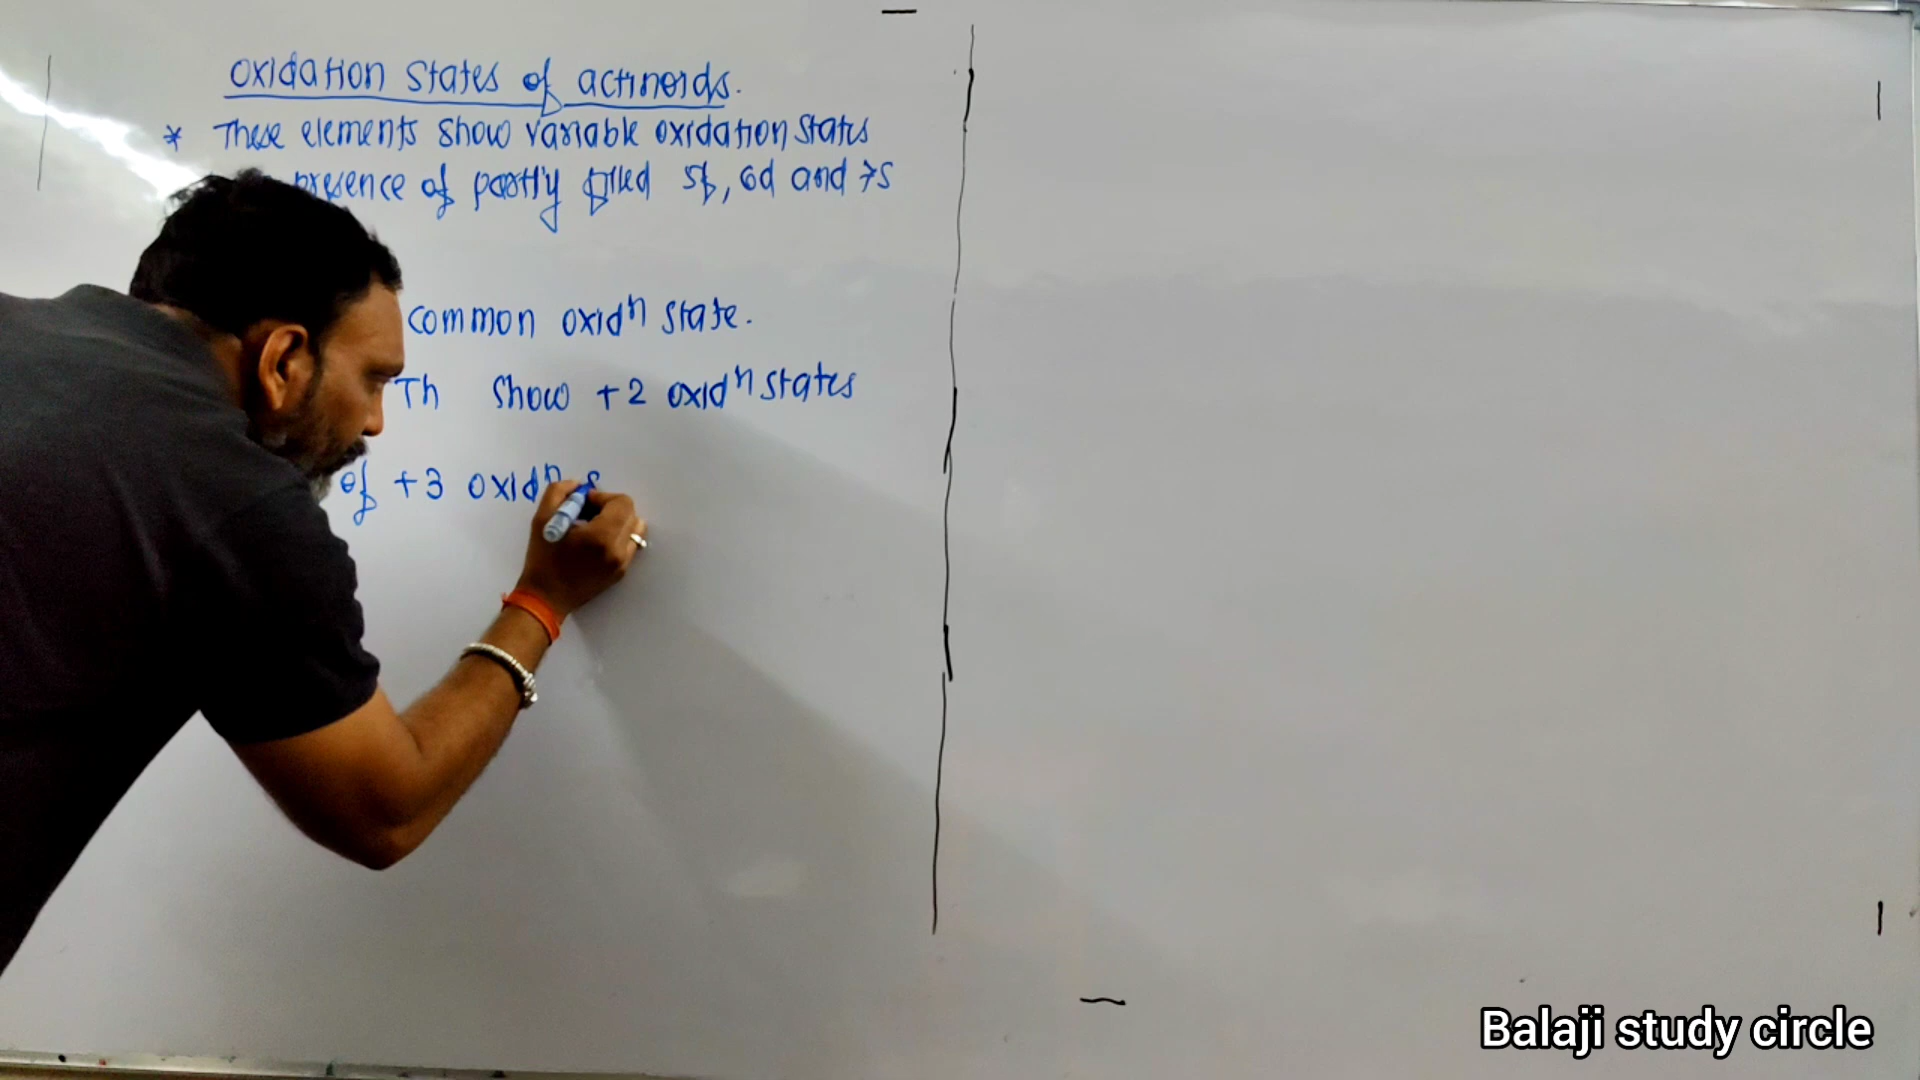 Oxidation States of actinoids.
* These elements show variable oxidation states
presence of partly filled 5f, 6d and 7s
common oxidⁿ state.
Th show +2 oxidⁿ states
of +3 oxidⁿ s
Balaji study circle